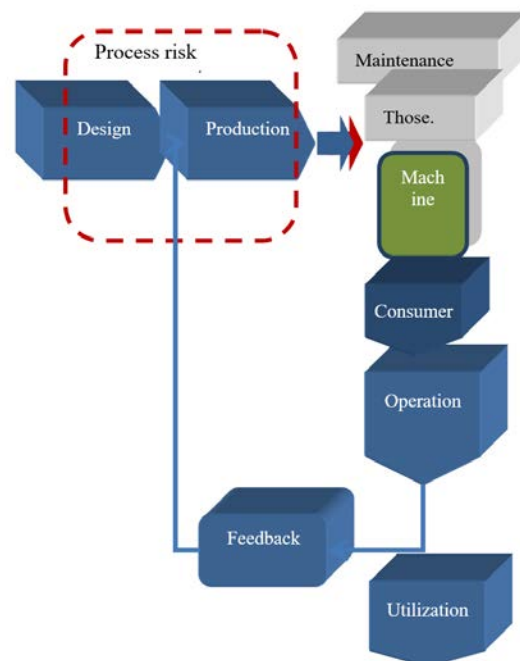 Process risk
Maintenance
Those.
Design
Production
Mach
ine
Consumer
Operation
Feedback
Utilization